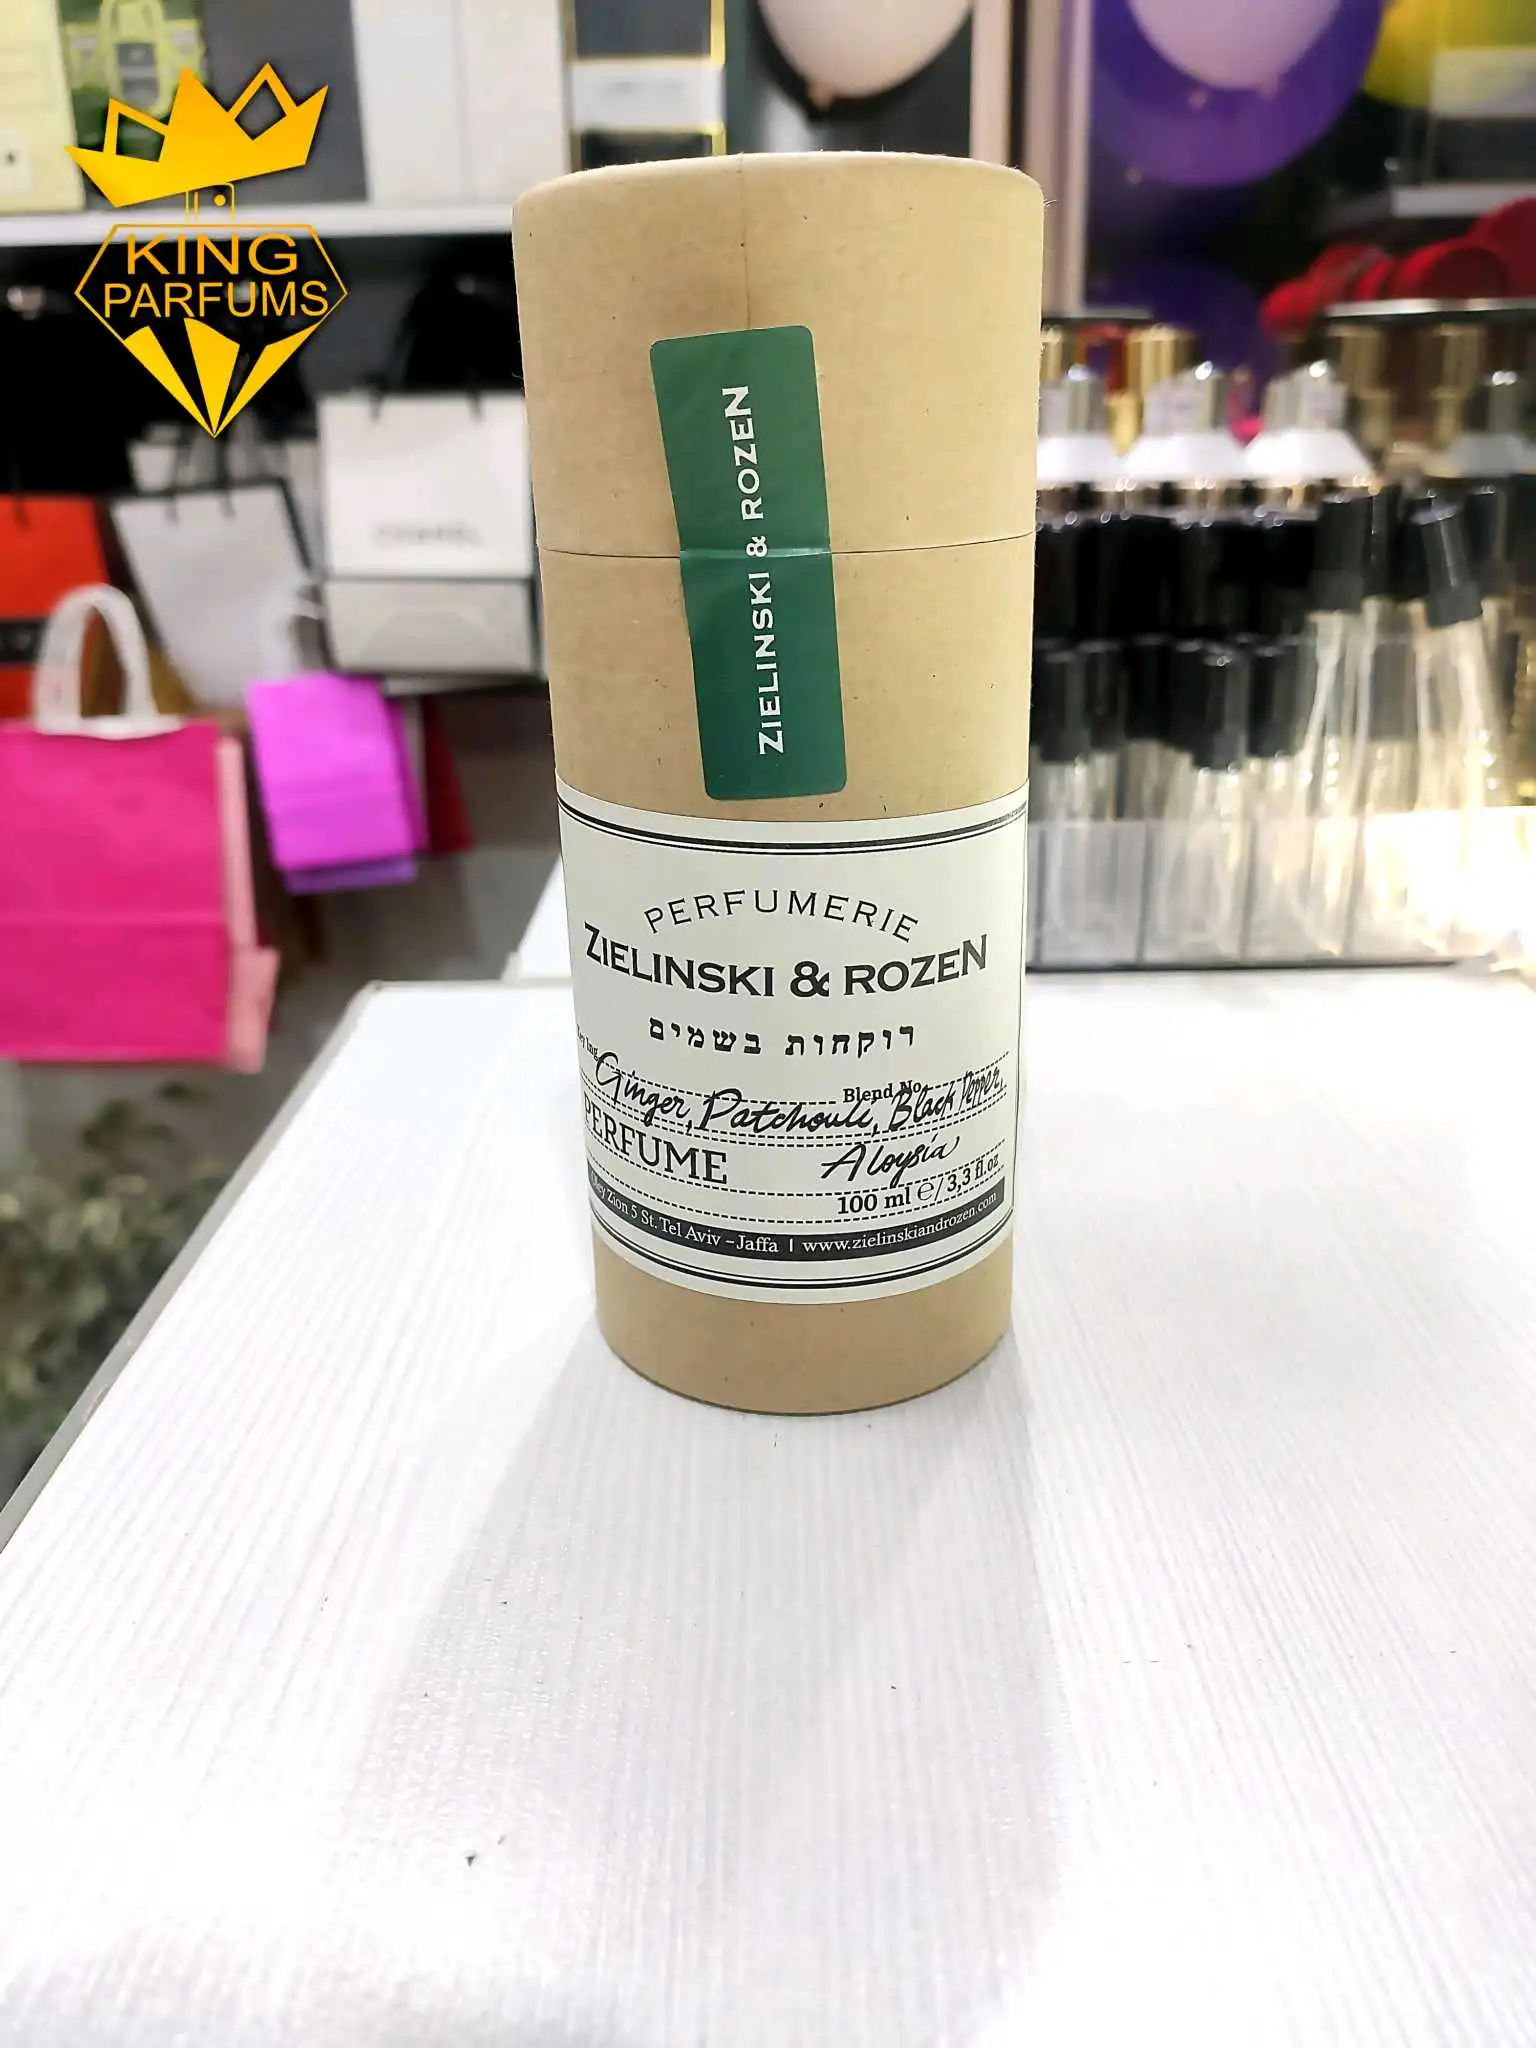 KING
PARFUMS
ZIELINSKI & ROZEN
PERFUMERIE
ZIELINSKI & ROZEN
רוקחות בשמים
Blend No.
Ginger, Patchouli, Black Pepper,
Aloysia
PERFUME
100 ml ℮/ 3,3 fl.oz
Zion 5 St. Tel Aviv - Jaffa | www.zielinskiandrozen.com
CHANEL